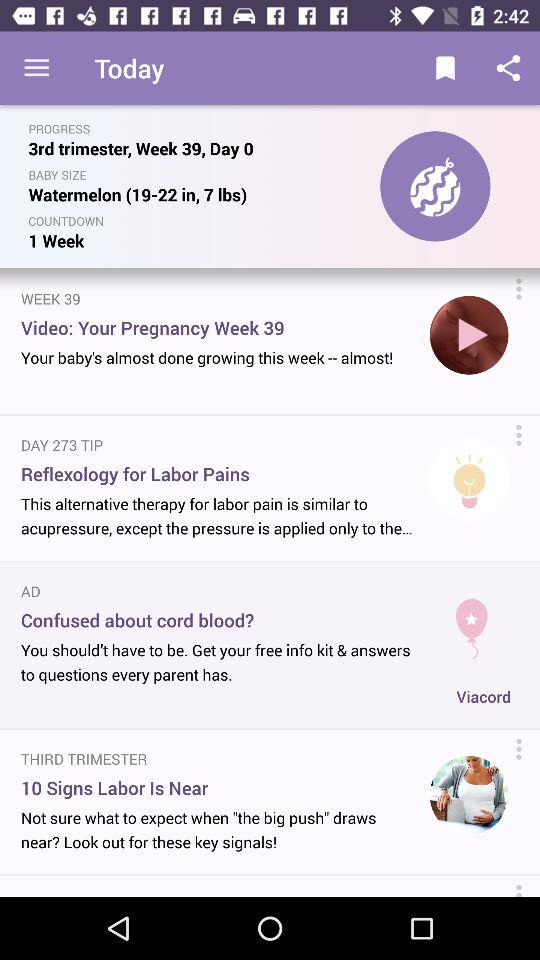 2:42
Today
PROGRESS
3rd trimester, Week 39, Day 0
BABY SIZE
Watermelon (19-22 in, 7 lbs)
COUNTDOWN
1 Week
WEEK 39
Video: Your Pregnancy Week 39
Your baby's almost done growing this week -- almost!
DAY 273 TIP
Reflexology for Labor Pains
This alternative therapy for labor pain is similar to
acupressure, except the pressure is applied only to the...
AD
Confused about cord blood?
You should't have to be. Get your free info kit & answers
to questions every parent has.
Viacord
THIRD TRIMESTER
10 Signs Labor Is Near
Not sure what to expect when "the big push" draws
near? Look out for these key signals!